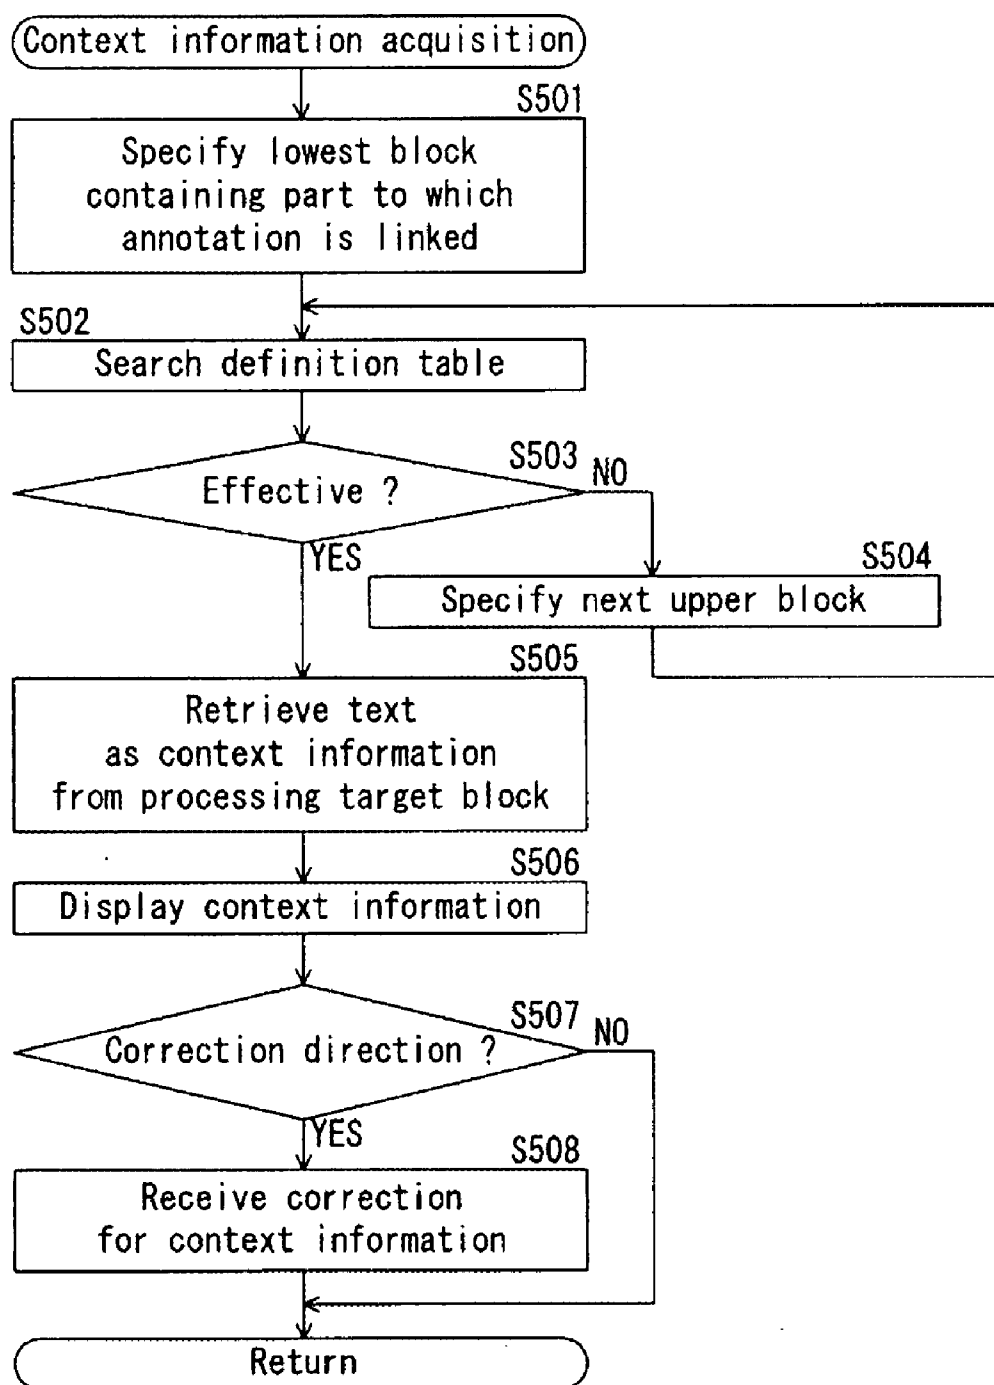 Context information acquisition
S501
Specify lowest block
containing part to which
annotation is linked
S502
Search definition table
S503
Effective ?
NO
YES
S504
Specify next upper block
S505
Retrieve text
as context information
from processing target block
S506
Display context information
S507
Correction direction ?
NO
YES
S508
Receive correction
for context information
Return